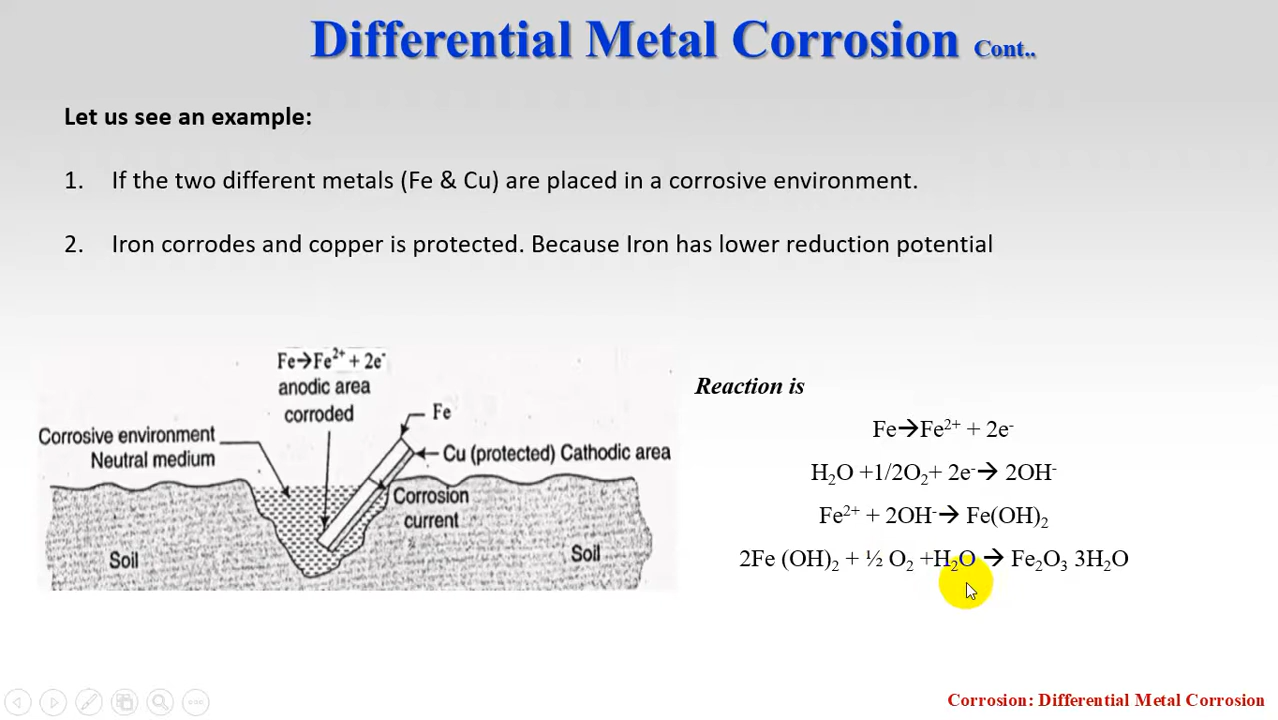 Differential Metal Corrosion Cont..
Let us see an example:
1. If the two different metals (Fe & Cu) are placed in a corrosive environment.
2. Iron corrodes and copper is protected. Because Iron has lower reduction potential
Fe→Fe²⁺ + 2e⁻
anodic area
corroded
Fe
Corrosive environment
Neutral medium
Cu (protected) Cathodic area
Corrosion
current
Soil
Soil
Reaction is
Fe→Fe²⁺ + 2e⁻
H₂O +1/2O₂+ 2e⁻→ 2OH⁻
Fe²⁺ + 2OH⁻→ Fe(OH)₂
2Fe (OH)₂ + ½ O₂ +H₂O → Fe₂O₃ 3H₂O
Corrosion: Differential Metal Corrosion